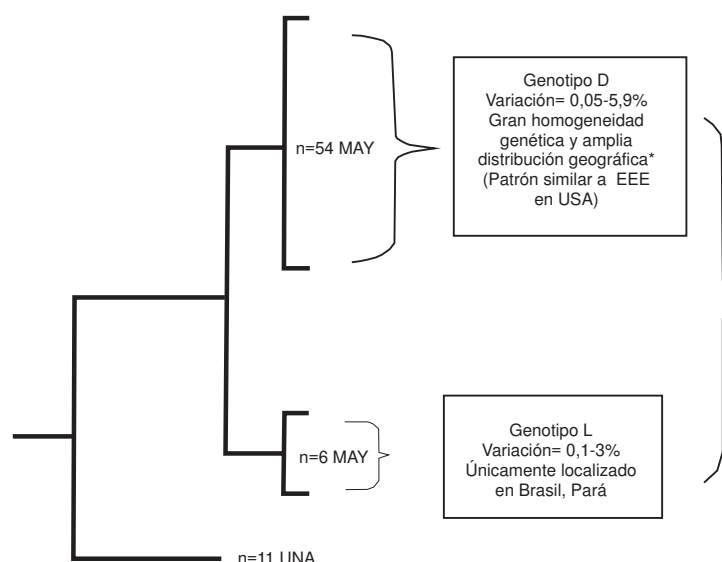 n=54 MAY
Genotipo D
Variación= 0,05-5,9%
Gran homogeneidad
genética y amplia
distribución geográfica*
(Patrón similar a EEE
en USA)
n=6 MAY
Genotipo L
Variación= 0,1-3%
Únicamente localizado
en Brasil, Pará
n=11 UNA